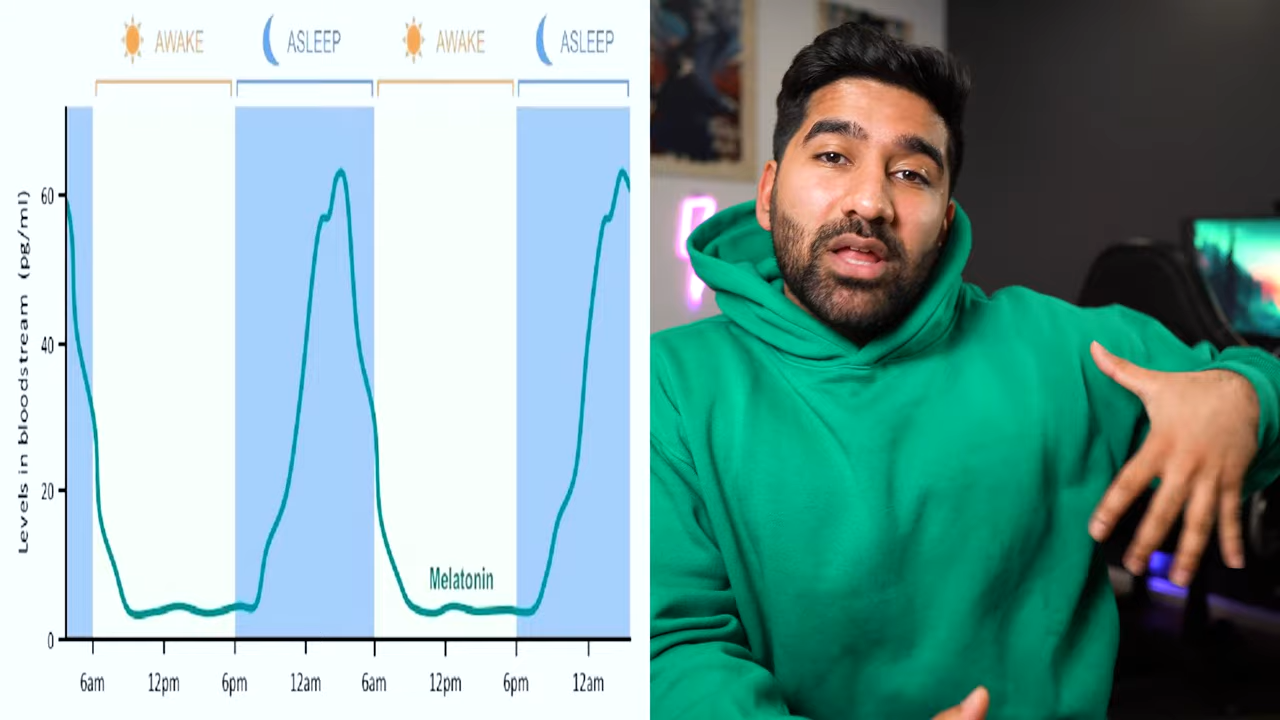 AWAKE ASLEEP AWAKE ASLEEP
Levels in bloodstream (pg/ml)
60
40
20
0
Melatonin
6am 12pm 6pm 12am 6am 12pm 6pm 12am